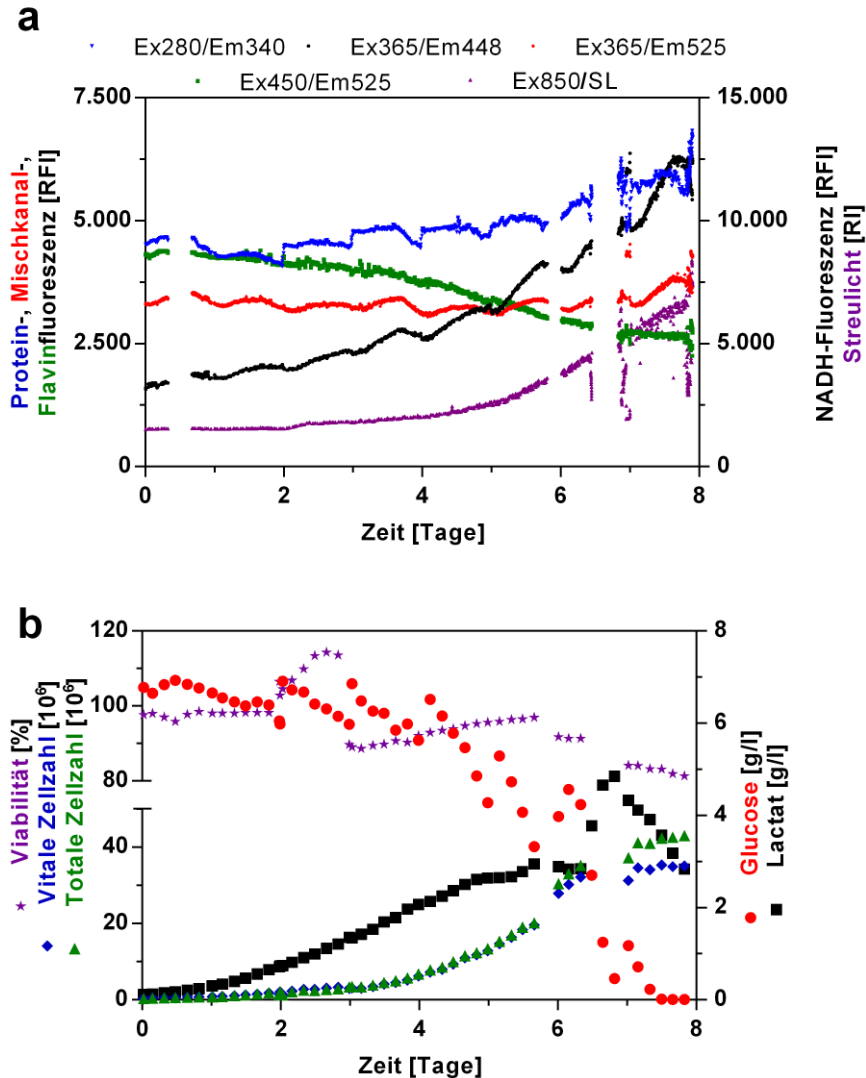 a
Ex280/Em340 Ex365/Em448 Ex365/Em525
Ex450/Em525 Ex850/SL
Protein-, Mischkanal-,
Flavinfluoreszenz [RFI]
7.500
5.000
2.500
0
15.000
10.000
5.000
0
NADH-Fluoreszenz [RFI]
Streulicht [RI]
0 2 4 6 8
Zeit [Tage]
b
Viabilität [%]
Vitale Zellzahl [10⁶]
Totale Zellzahl [10⁶]
120
100
80
40
20
0
8
6
4
2
0
Glucose [g/l]
Lactat [g/l]
0 2 4 6 8
Zeit [Tage]